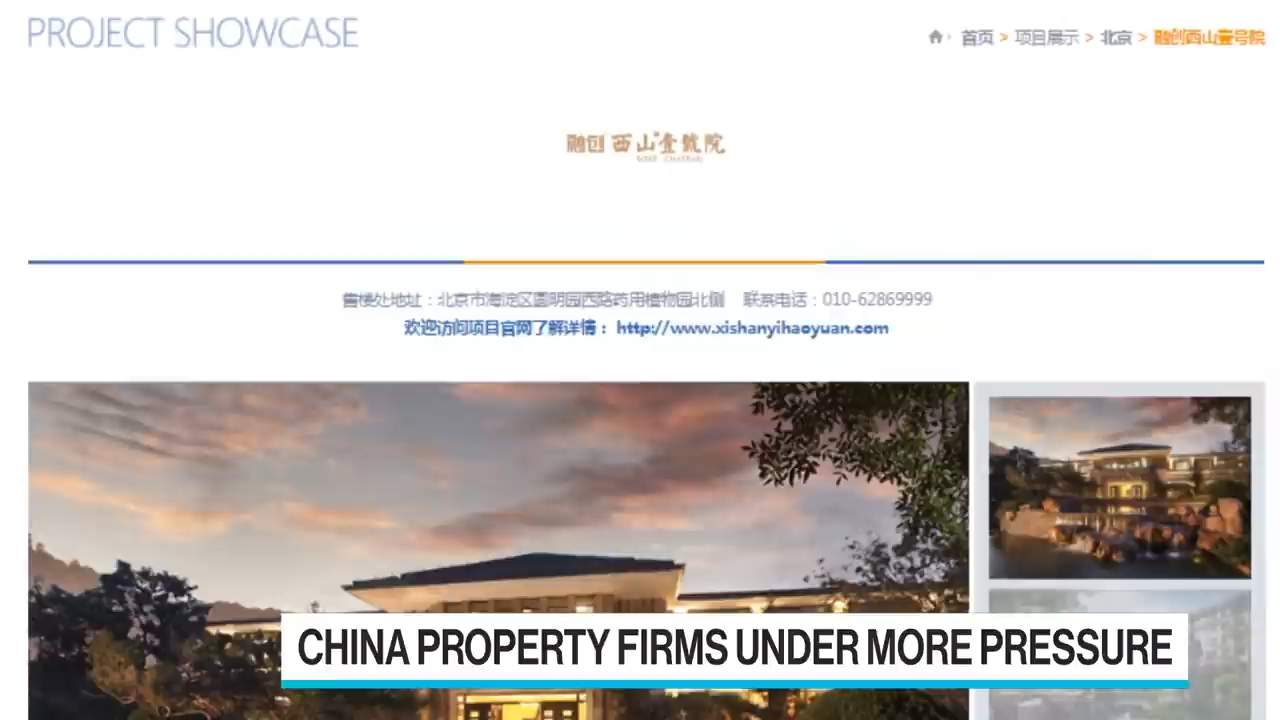 PROJECT SHOWCASE
首页 > 项目展示 > 北京 > 融创西山壹号院
融创 西山壹號院
售楼处地址：北京市海淀区圆明园西路药用植物园北侧 联系电话：010-62869999
欢迎访问项目官网了解详情： http://www.xishanyihaoyuan.com
CHINA PROPERTY FIRMS UNDER MORE PRESSURE